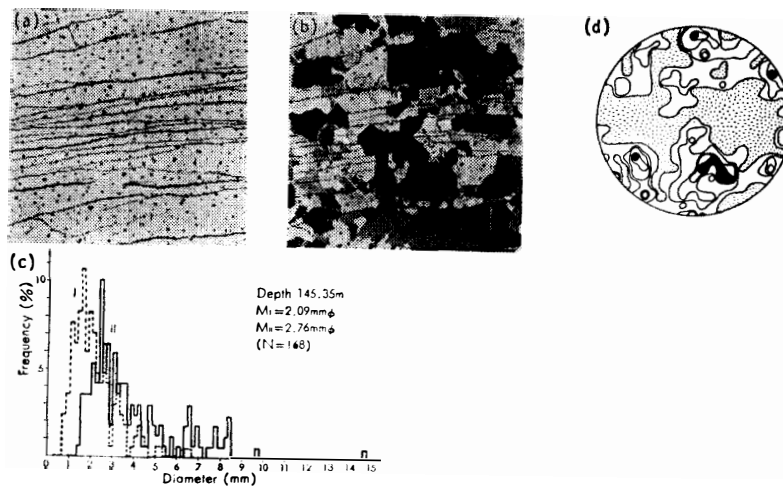 (a)
(b)
(d)
(c)
Frequency (%)
10
5
0
I
II
Depth 145.35m
MI=2.09mmφ
MII=2.76mmφ
(N=168)
0 1 2 3 4 5 6 7 8 9 10 11 12 13 14 15
Diameter (mm)